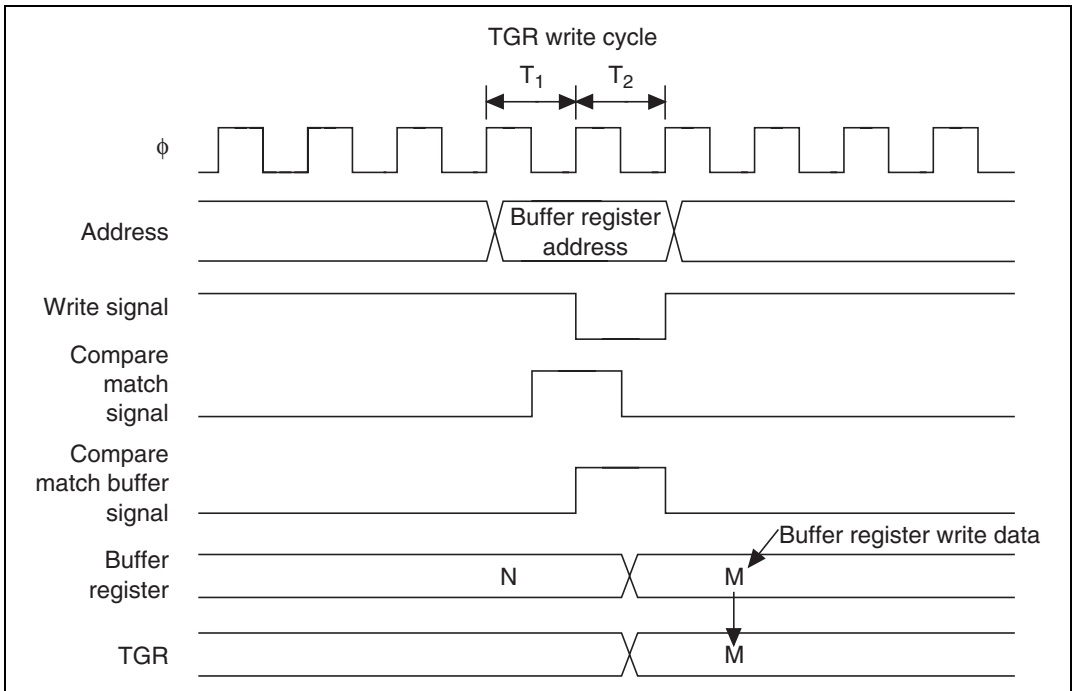 TGR write cycle
T1 T2
ϕ
Address
Buffer register
address
Write signal
Compare
match
signal
Compare
match buffer
signal
Buffer register write data
Buffer
register
N M
TGR
M